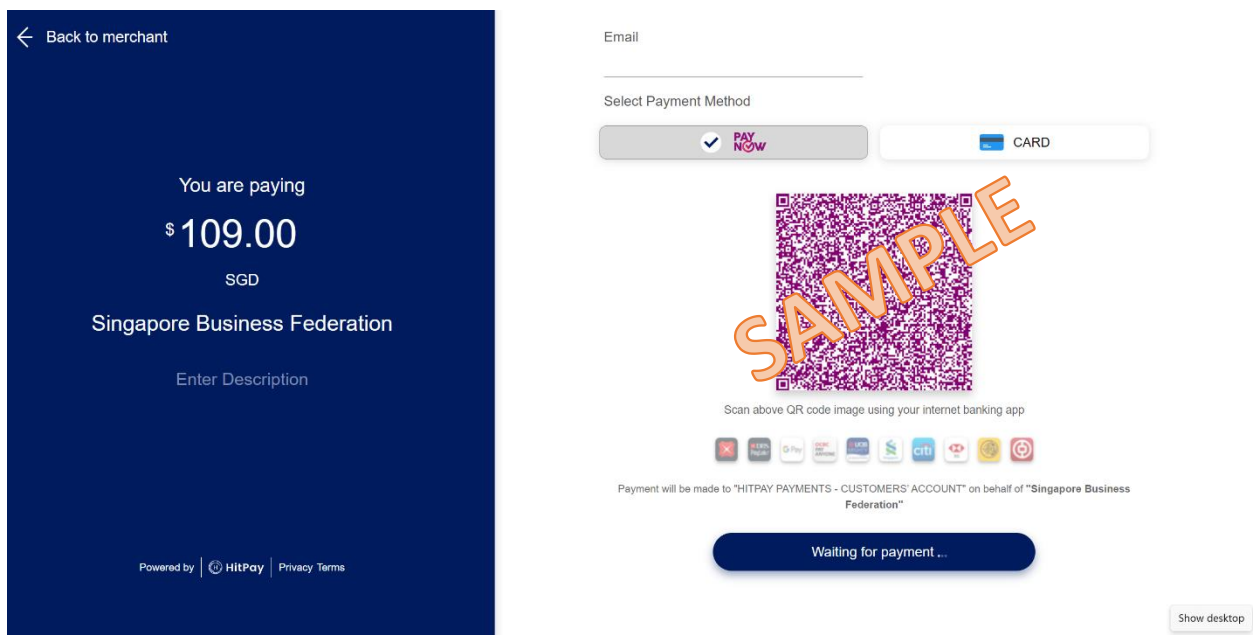 Back to merchant
You are paying
$ 109.00
SGD
Singapore Business Federation
Enter Description
Powered by HitPay Privacy Terms
Email
Select Payment Method
PAY
NOW
CARD
SAMPLE
Scan above QR code image using your internet banking app
G Pay
citi
Payment will be made to "HITPAY PAYMENTS - CUSTOMERS' ACCOUNT" on behalf of "Singapore Business
Federation"
Waiting for payment ...
Show desktop